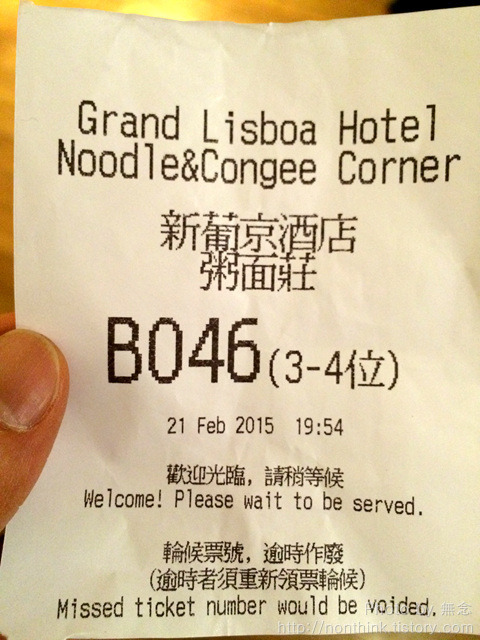 Grand Lisboa Hotel
Noodle&Congee Corner
新葡京酒店
粥面莊
B046(3-4位)
21 Feb 2015 19:54
歡迎光臨, 請稍等候
Welcome! Please wait to be served.
輪候票號, 逾時作廢
(逾時者須重新領票輪候)
Missed ticket number would be voided.
by 無念
http://nonthink.tistory.com